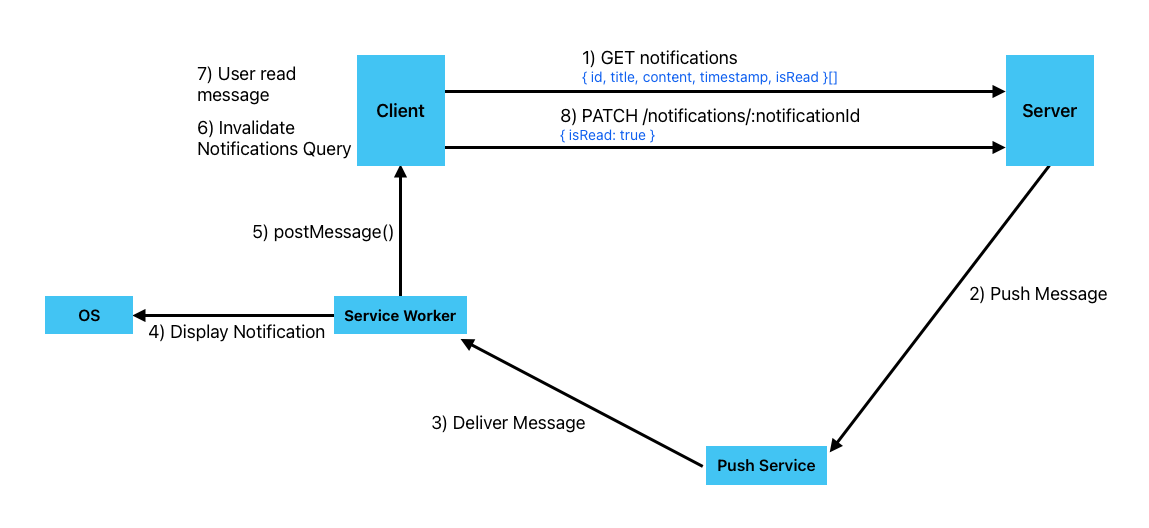 1) GET notifications
{ id, title, content, timestamp, isRead }[]
7) User read
message
Client
Server
8) PATCH /notifications/:notificationId
{ isRead: true }
6) Invalidate
Notifications Query
5) postMessage()
2) Push Message
OS
Service Worker
4) Display Notification
3) Deliver Message
Push Service